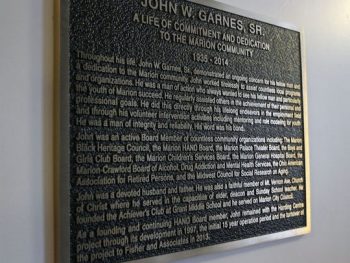 JOHN W. GARNES, SR.
A LIFE OF COMMITMENT AND DEDICATION
TO THE MARION COMMUNITY
1935 - 2014
Throughout his life, John W. Garnes, Sr. demonstrated an ongoing concern for his fellow man and
a dedication to the Marion community. John worked tirelessly to assist countless local programs
and organizations. He was a man of action who always wanted to see his fellow man and particularly
the youth of Marion succeed. He regularly assisted others in the achievement of their personal and
professional goals. He did this directly through his lifelong endeavors in the employment field
and through his volunteer intervention activities including mentoring and role modeling for
He was a man of integrity and reliability. His word was his bond.
John was an active Board Member of countless community organizations including: The Marion
Black Heritage Council, the Marion HAND Board, the Marion Palace Theater Board, the Boys and
Girls Club Board, the Marion Children's Services Board, the Marion General Hospital Board, the
Marion-Crawford Board of Alcohol, Drug Addiction and Mental Health Services, the Ohio American
Association for Retired Persons, and the Midwest Council for Social Research on Aging.
John was a devoted husband and father. He was also a faithful member of Mt. Vernon Ave. Church
of Christ where he served in the capacities of elder, deacon and Sunday School teacher. He
founded the Achiever's Club at Grant Middle School and he served on Marion City Council.
As a founding and continuing HAND Board member, John remained with the Harding Centre
project through its development in 1997, the initial 15 year operation period and the turnover of
the project to Fisher and Associates in 2013.